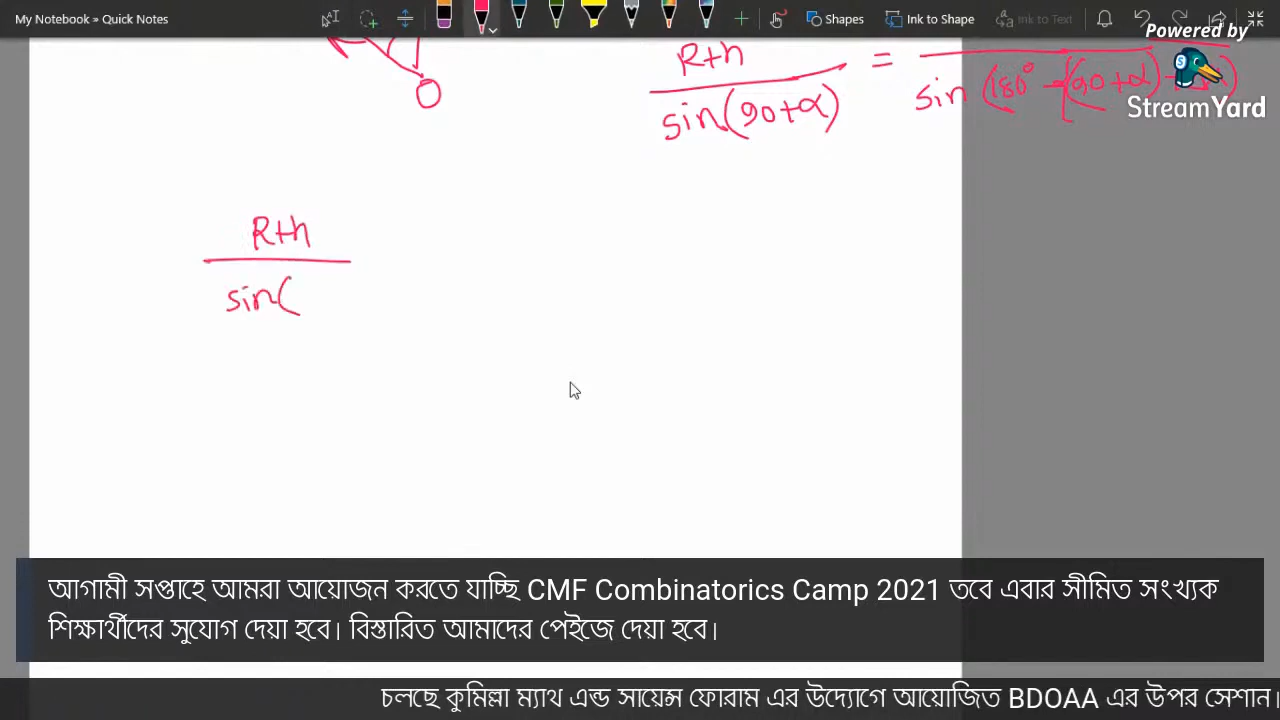 My Notebook » Quick Notes
Shapes
Ink to Shape
Ink to Text
Powered by
StreamYard
R+h
=
sin(90+α)
sin (180° -
(90+α)
R+h
sin(
আগামী সপ্তাহে আমরা আয়োজন করতে যাচ্ছি CMF Combinatorics Camp 2021 তবে এবার সীমিত সংখ্যক
শিক্ষার্থীদের সুযোগ দেয়া হবে। বিস্তারিত আমাদের পেইজে দেয়া হবে।
চলছে কুমিল্লা ম্যাথ এন্ড সায়েন্স ফোরাম এর উদ্যোগে আয়োজিত BDOAA এর উপর সেশান।